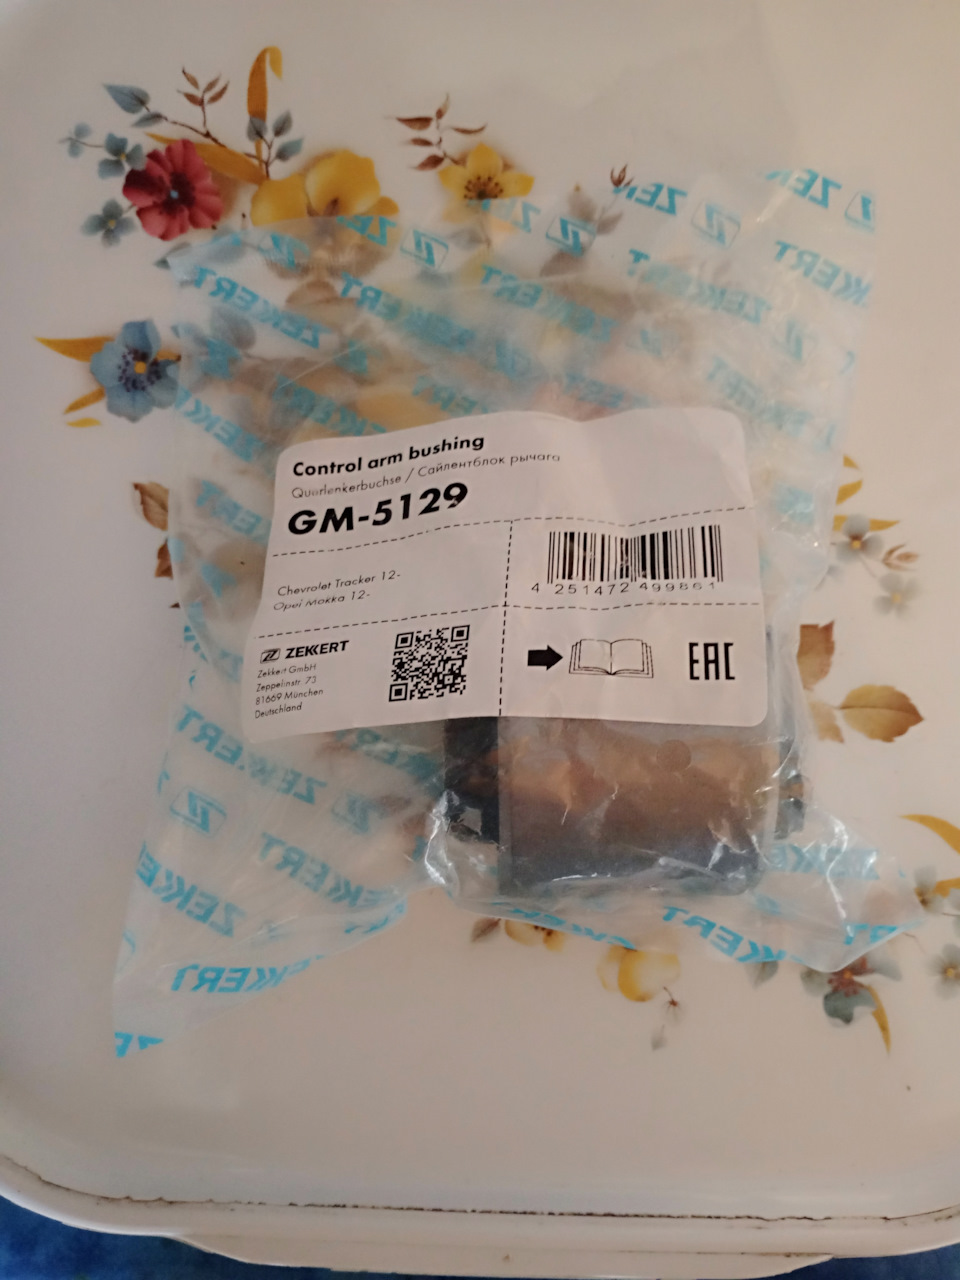 Control arm bushing
Querlenkerbuchse / Сайлентблок рычага
GM-5129
Chevrolet Tracker 12-
Opel Mokka 12-
4 251472 499861
ZEKKERT
Zekkert GmbH
Zeppelinstr. 73
81669 München
Deutschland
EAC